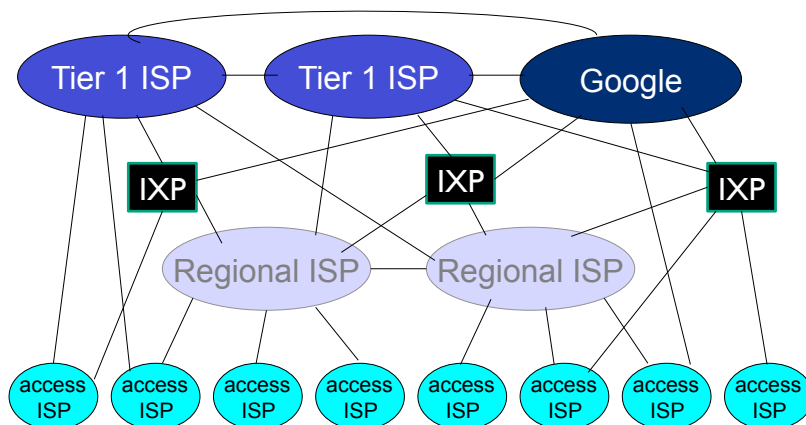 Tier 1 ISP
Tier 1 ISP
Google
IXP
IXP
IXP
Regional ISP
Regional ISP
access
ISP
access
ISP
access
ISP
access
ISP
access
ISP
access
ISP
access
ISP
access
ISP